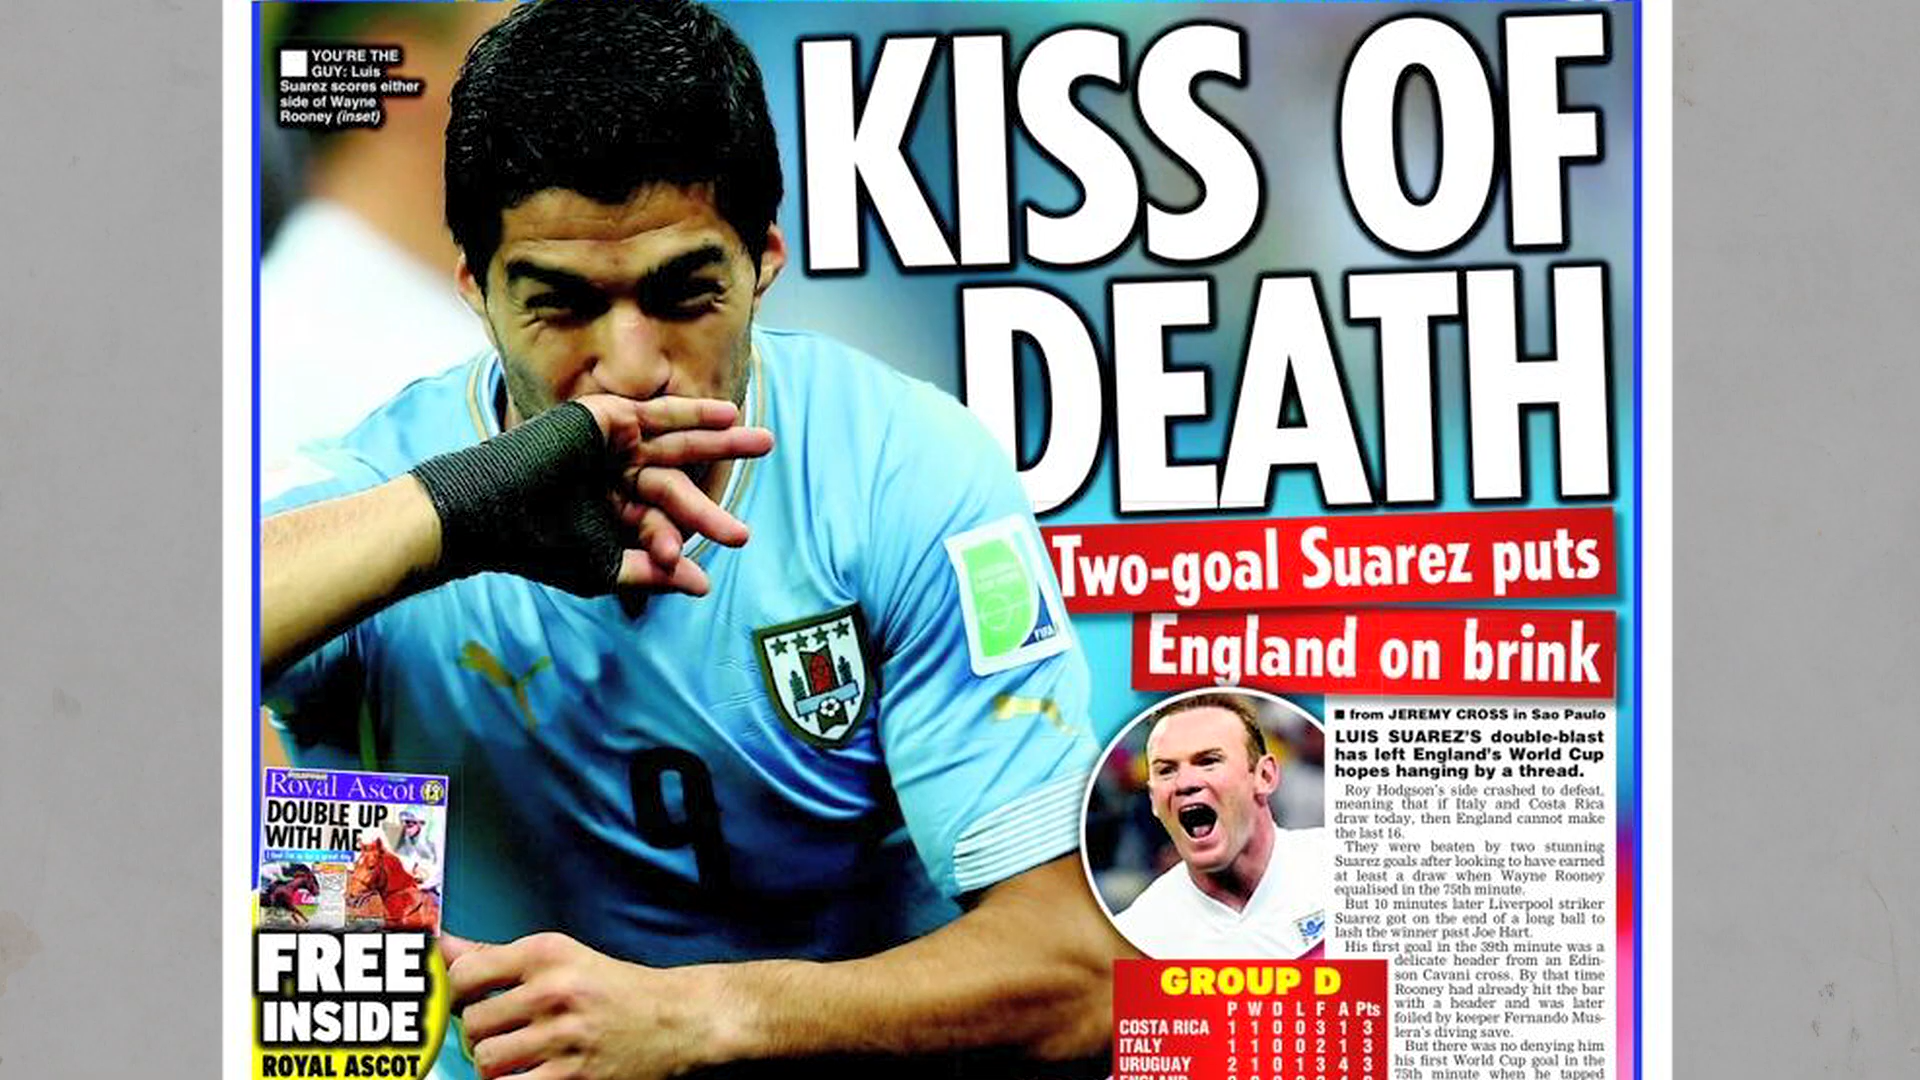 YOU'RE THE
GUY: Luis
Suarez scores either
side of Wayne
Rooney (inset)
KISS OF
DEATH
Two-goal Suarez puts
England on brink
■ from JEREMY CROSS in Sao Paulo
LUIS SUAREZ'S double-blast
has left England's World Cup
hopes hanging by a thread.
Roy Hodgson's side crashed to defeat,
meaning that if Italy and Costa Rica
draw today, then England cannot make
the last 16.
They were beaten by two stunning
Suarez goals after looking to have earned
at least a draw when Wayne Rooney
equalised in the 75th minute.
But 10 minutes later Liverpool striker
Suarez got on the end of a long ball to
lash the winner past Joe Hart.
His first goal in the 39th minute was a
delicate header from an Edin-
son Cavani cross. By that time
Rooney had already hit the bar
with a header and was later
foiled by keeper Fernando Mus-
lera's diving save.
But there was no denying him
his first World Cup goal in the
75th minute when he tapped
FIFA
9
Royal Ascot
DOUBLE UP
WITH ME
FREE
INSIDE
ROYAL ASCOT
GROUP D
P W D L F A Pts
COSTA RICA 1 1 0 0 3 1 3
ITALY 1 1 0 0 2 1 3
URUGUAY 2 1 0 1 3 4 3